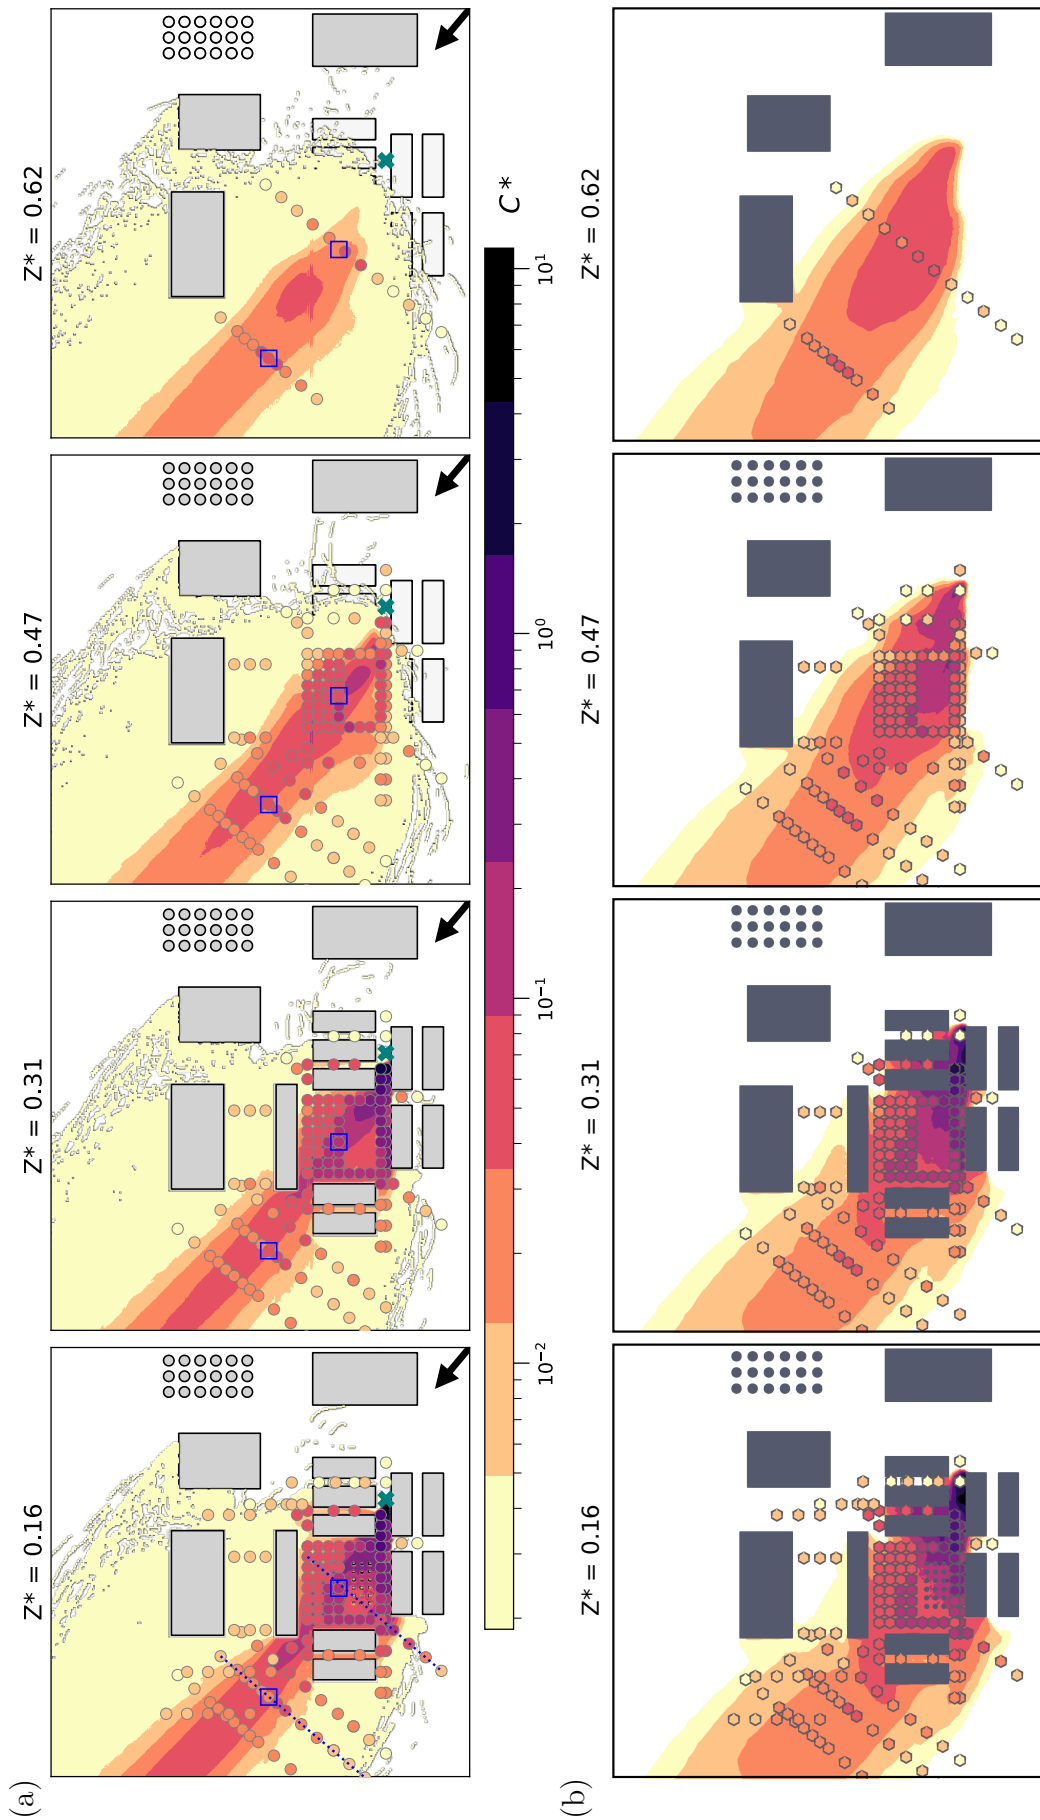 (a)
Z* = 0.16
Z* = 0.31
Z* = 0.47
Z* = 0.62
10⁻² 10⁻¹ 10⁰ 10¹
C*
(b)
Z* = 0.16
Z* = 0.31
Z* = 0.47
Z* = 0.62